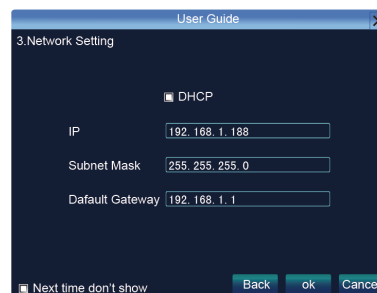 User Guide
3.Network Setting
DHCP
IP 192. 168. 1. 188
Subnet Mask 255. 255. 255. 0
Dafault Gateway 192. 168. 1. 1
Next time don't show Back ok Cance